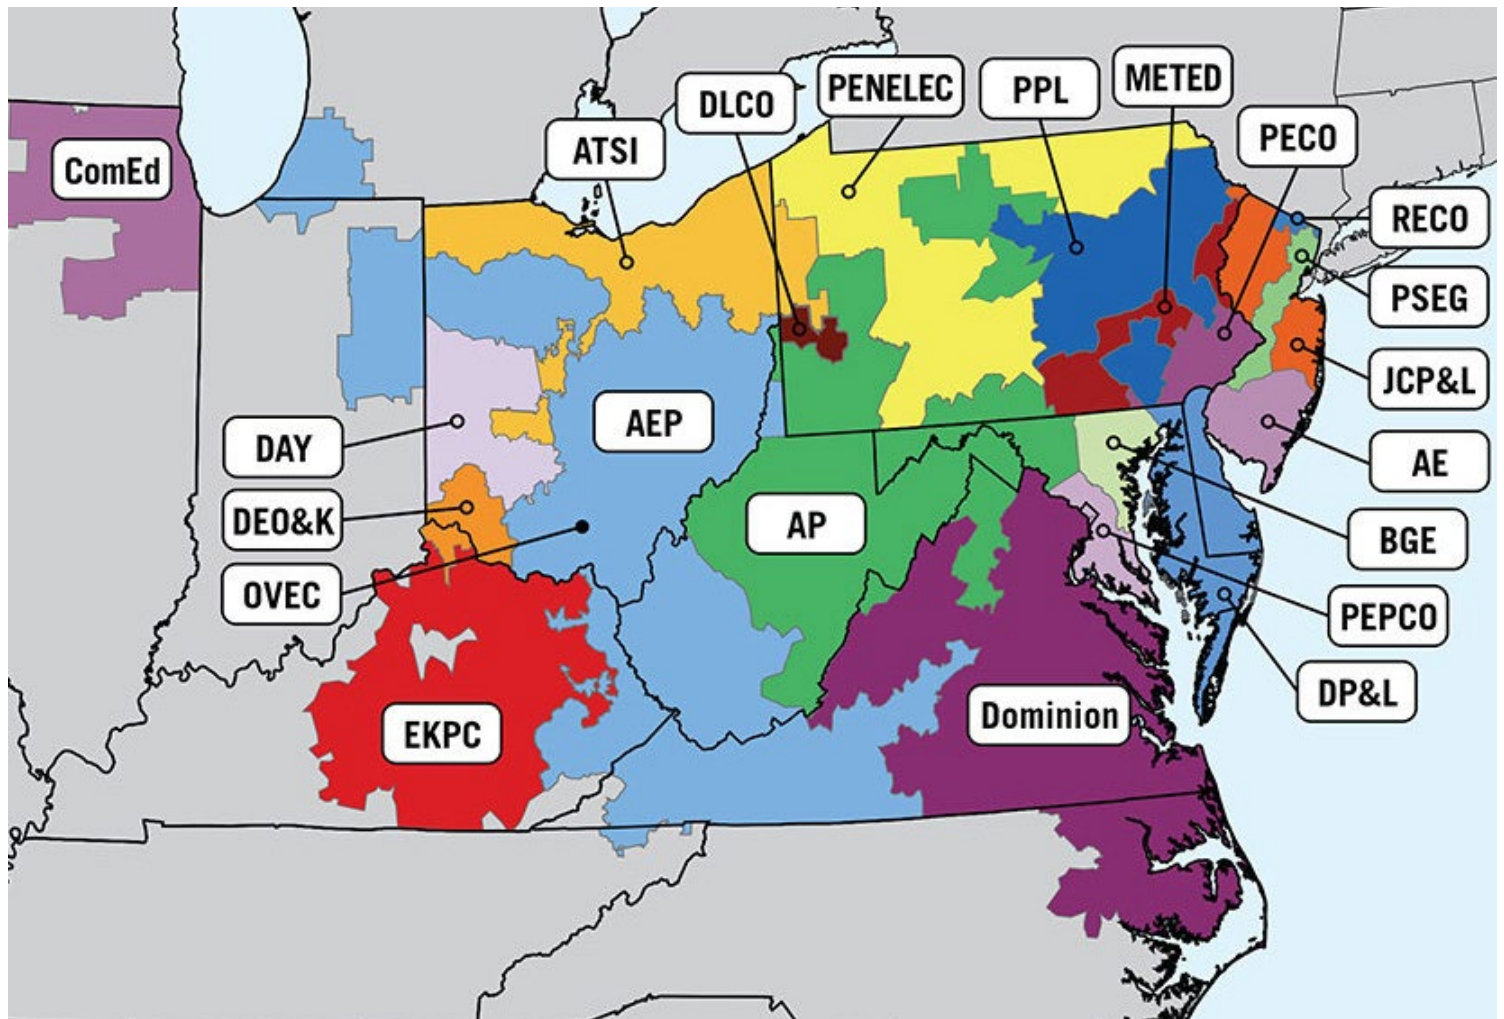 METED
PENELEC
PPL
DLCO
PECO
ATSI
ComEd
RECO
PSEG
JCP&L
AEP
DAY
AE
DEO&K
AP
BGE
OVEC
PEPCO
DP&L
Dominion
EKPC